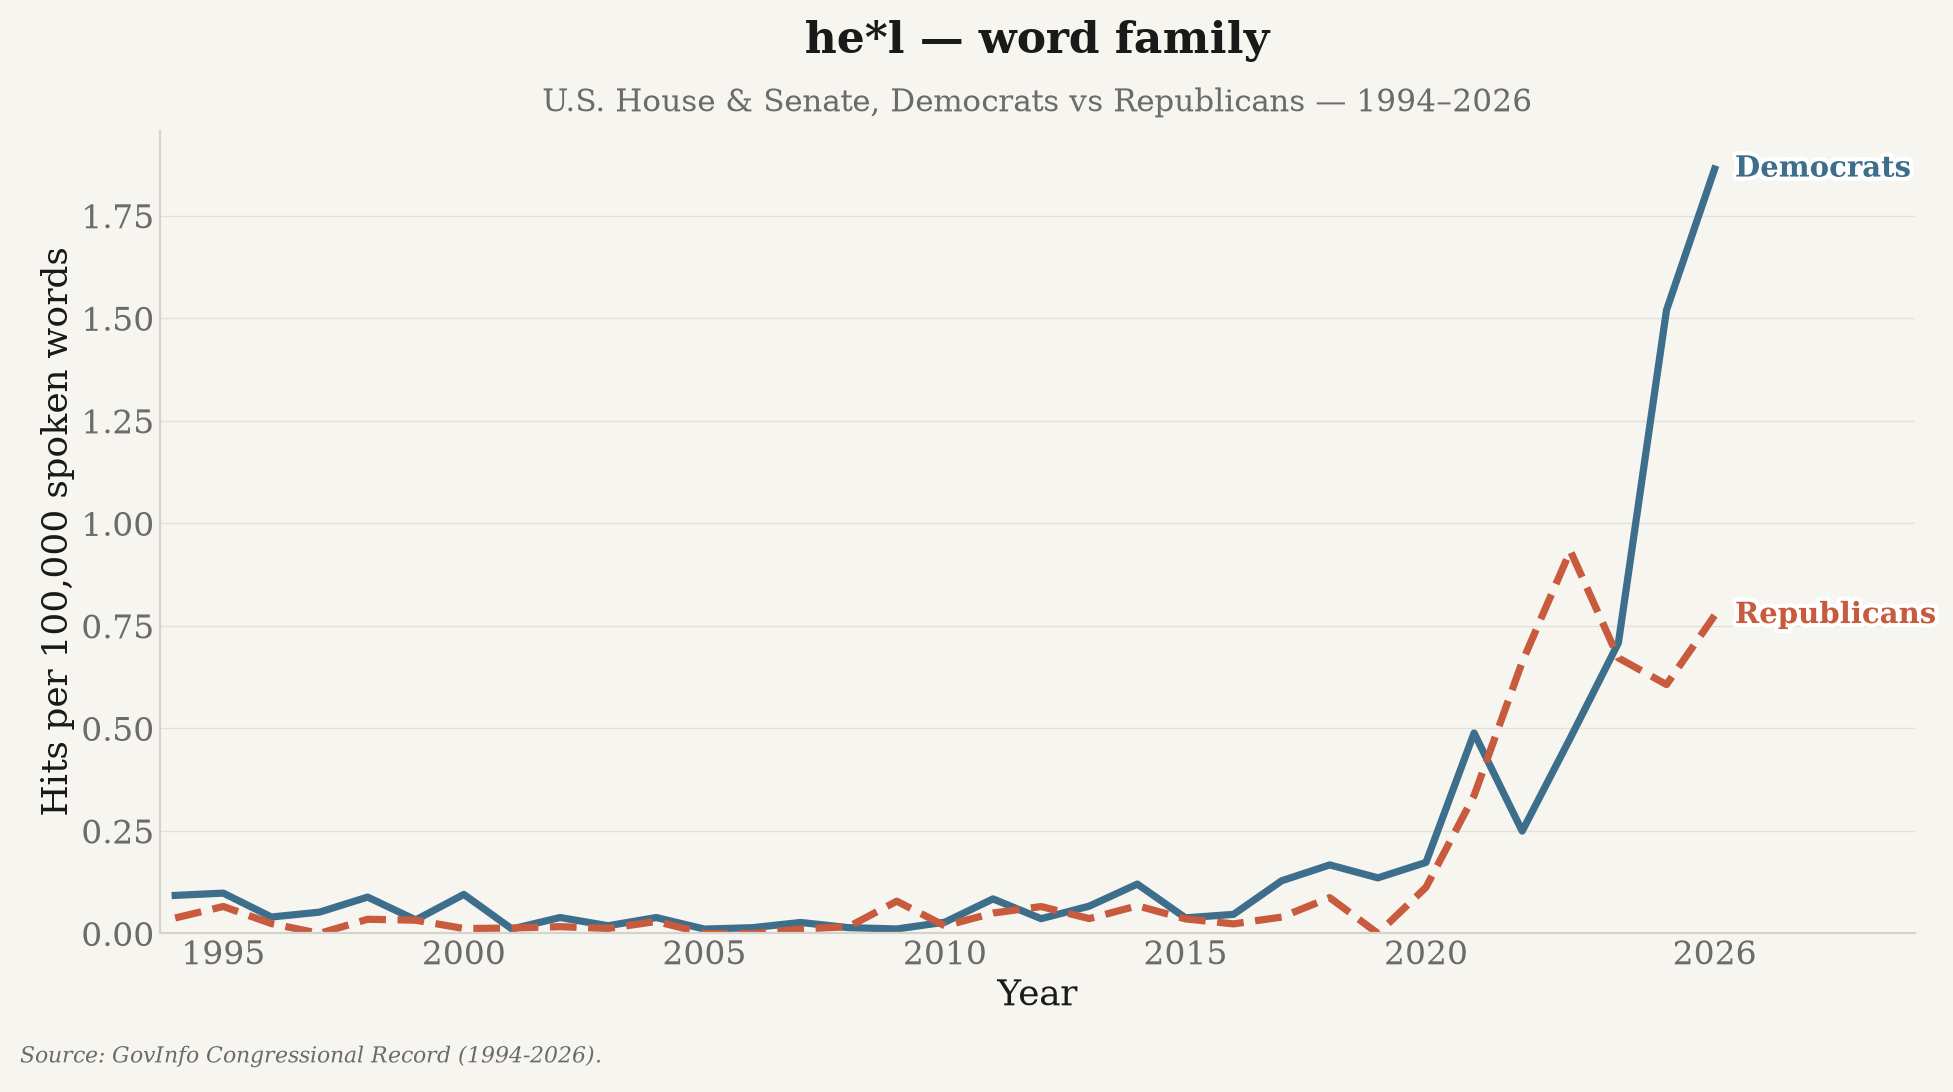 he*l — word family
U.S. House & Senate, Democrats vs Republicans — 1994–2026
Democrats
Republicans
Hits per 100,000 spoken words
1.75
1.50
1.25
1.00
0.75
0.50
0.25
0.00
1995 2000 2005 2010 2015 2020 2026
Year
Source: GovInfo Congressional Record (1994-2026).